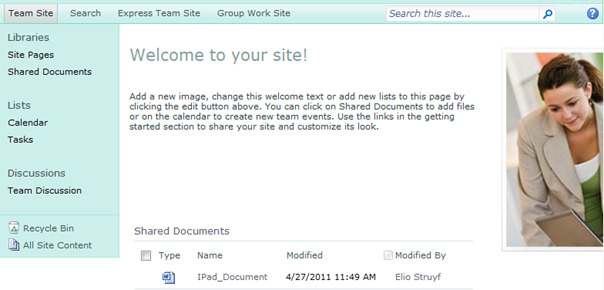 Team Site Search Express Team Site Group Work Site Search this site...
Libraries
Site Pages
Shared Documents
Lists
Calendar
Tasks
Discussions
Team Discussion
Recycle Bin
All Site Content
Welcome to your site!
Add a new image, change this welcome text or add new lists to this page by
clicking the edit button above. You can click on Shared Documents to add files
or on the calendar to create new team events. Use the links in the getting
started section to share your site and customize its look.
Shared Documents
Type Name Modified Modified By
IPad_Document 4/27/2011 11:49 AM Elio Struyf